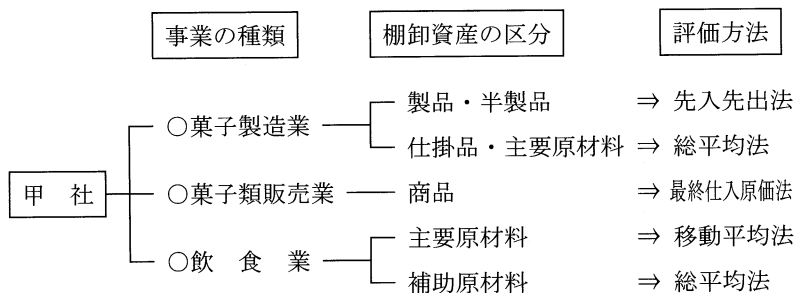 事業の種類 棚卸資産の区分 評価方法
製品・半製品 ⇒ 先入先出法
○菓子製造業
仕掛品・主要原材料 ⇒ 総平均法
甲 社 ○菓子類販売業 商品 ⇒ 最終仕入原価法
主要原材料 ⇒ 移動平均法
○飲 食 業
補助原材料 ⇒ 総平均法